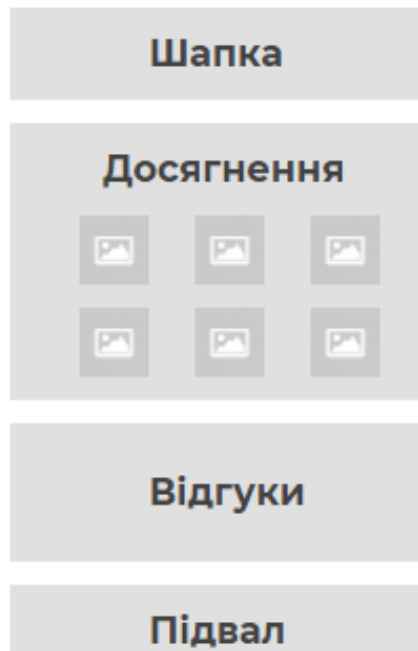 Шапка
Досягнення
Відгуки
Підвал